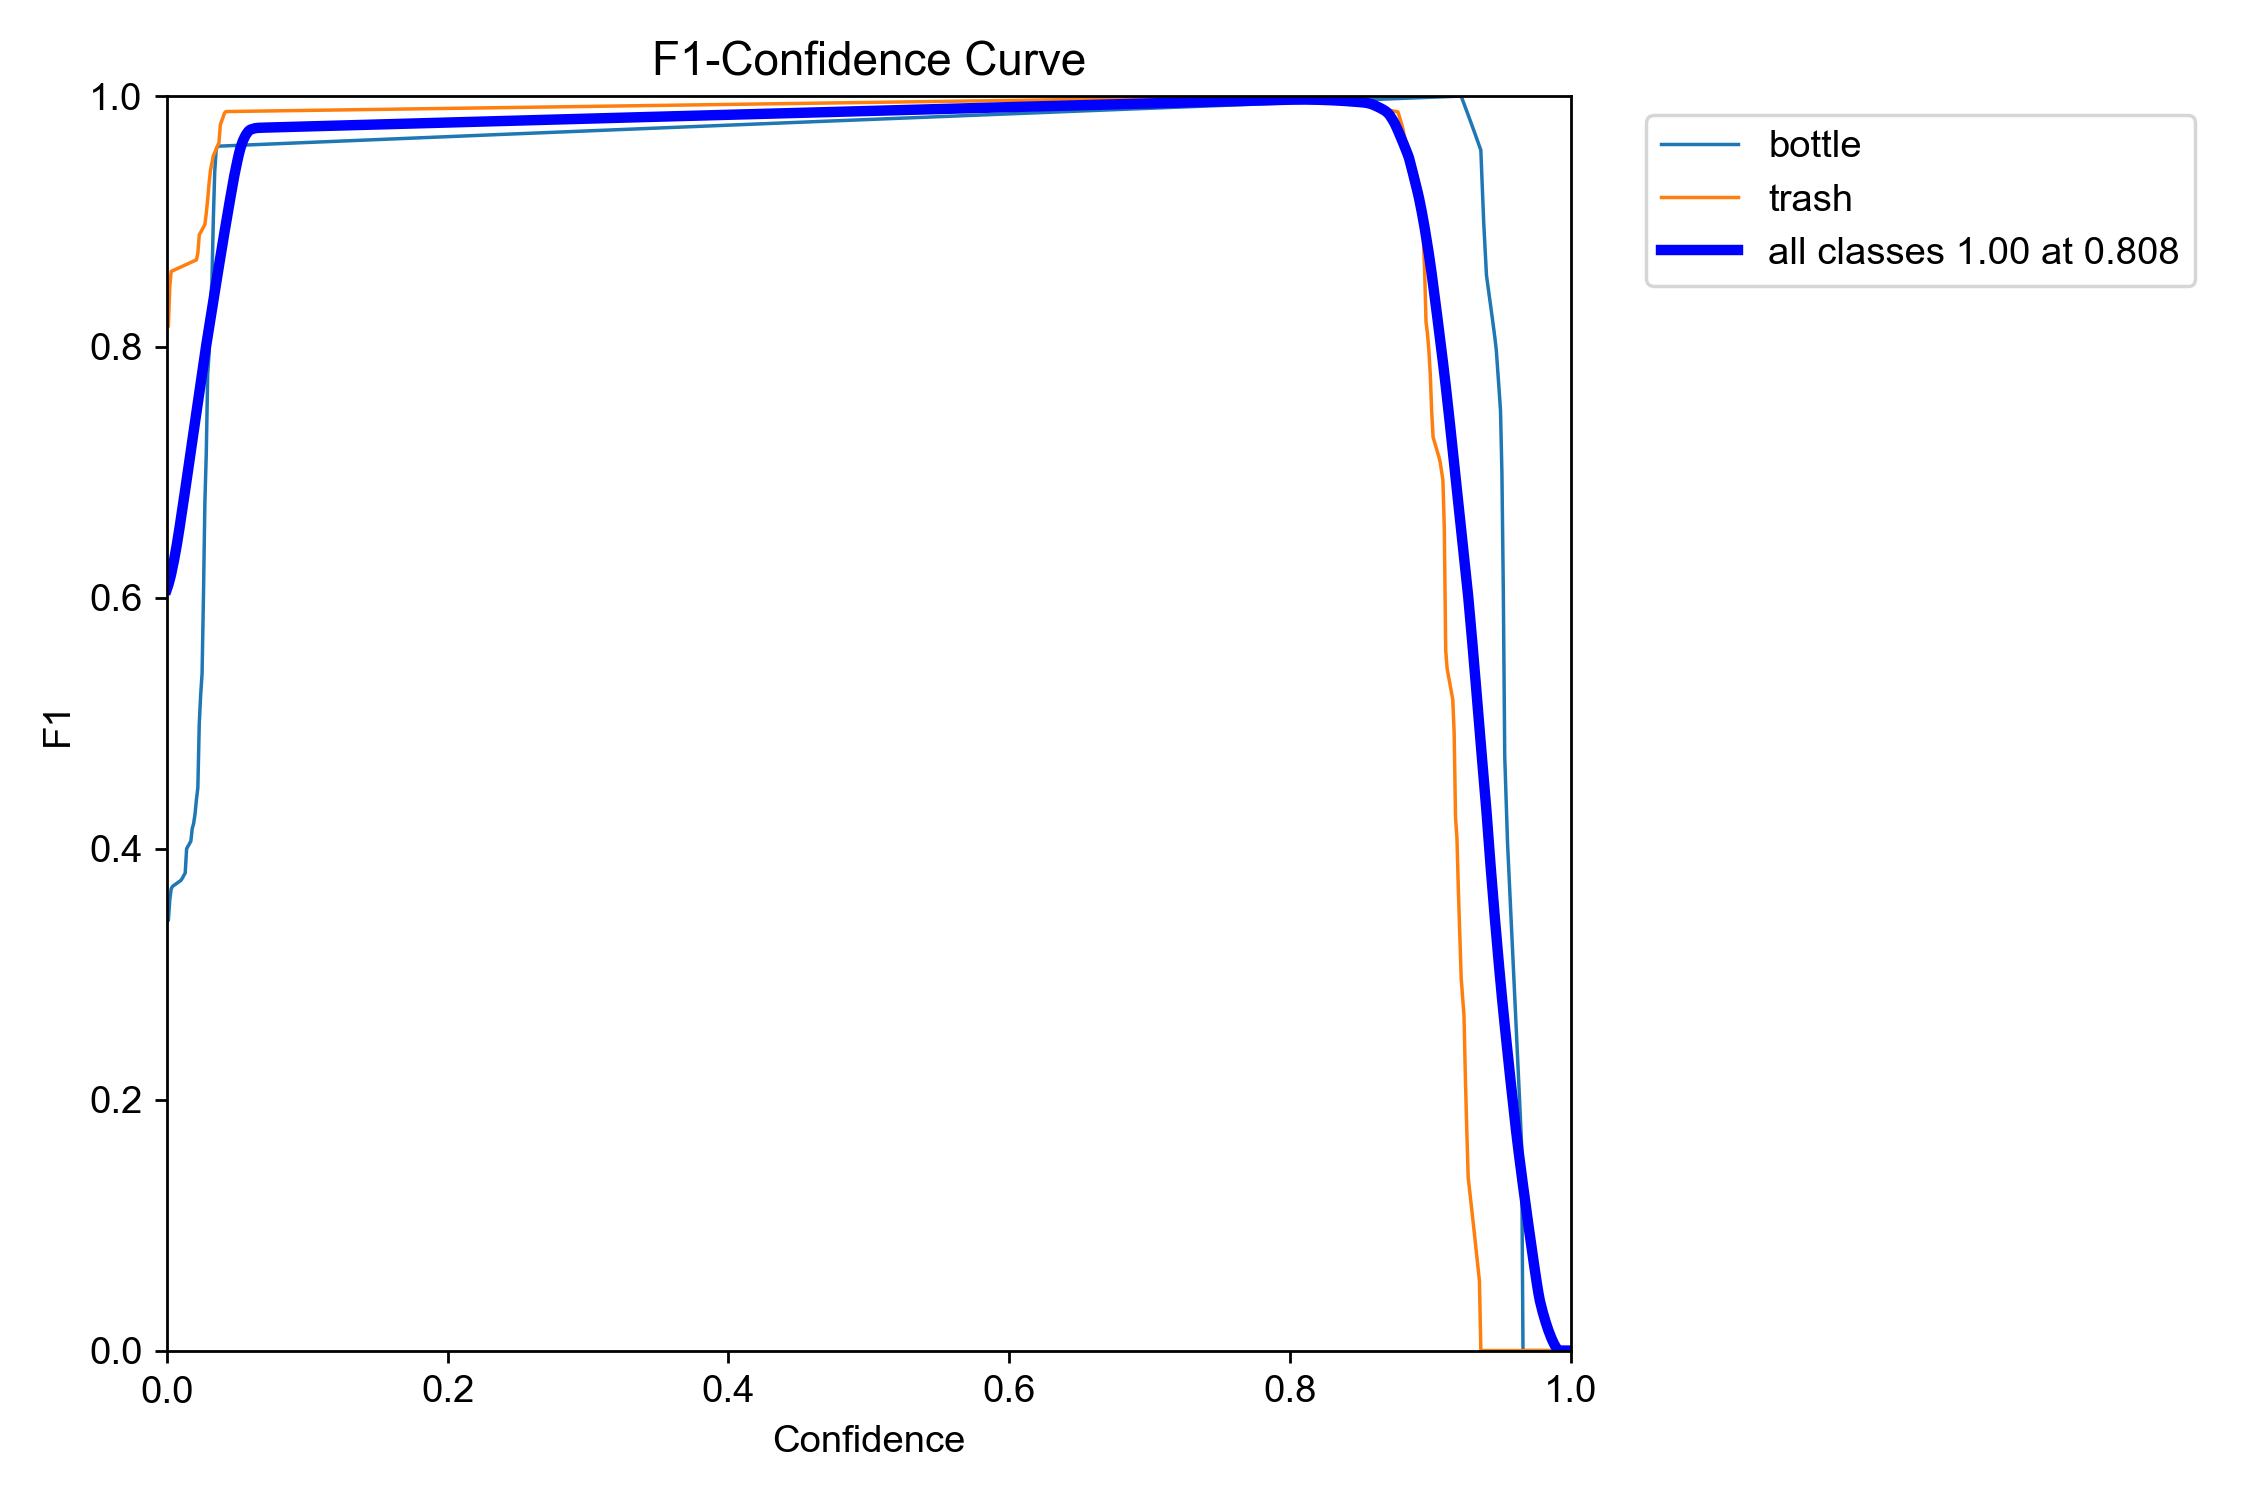 F1-Confidence Curve
1.0
0.8
0.6
0.4
0.2
0.0
F1
0.0 0.2 0.4 0.6 0.8 1.0
Confidence
bottle
trash
all classes 1.00 at 0.808